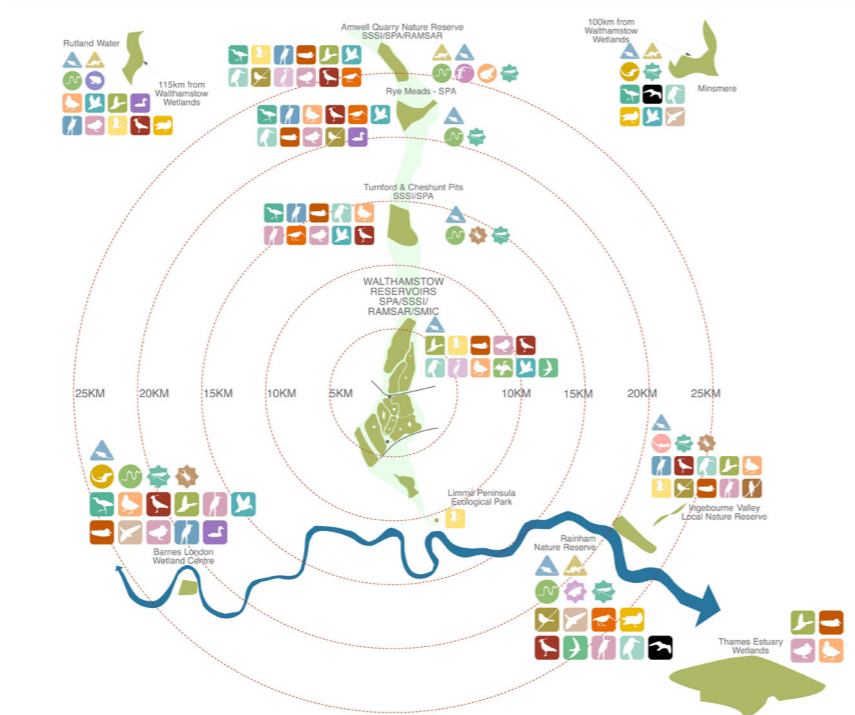 Amwell Quarry Nature Reserve
SSSI/SPA/RAMSAR
100km from
Walthamstow
Wetlands
Rutland Water
115km from
Walthamstow
Wetlands
Minsmere
Rye Meads - SPA
Turnford & Cheshunt Pits
SSSI/SPA
WALTHAMSTOW
RESERVOIRS
SPA/SSSI/
RAMSAR/SMIC
25KM 20KM 15KM 10KM 5KM 10KM 15KM 20KM 25KM
Limmo Peninsula
Ecological Park
Ingebourne Valley
Local Nature Reserve
Rainham
Nature Reserve
Barnes London
Wetland Centre
Thames Estuary
Wetlands